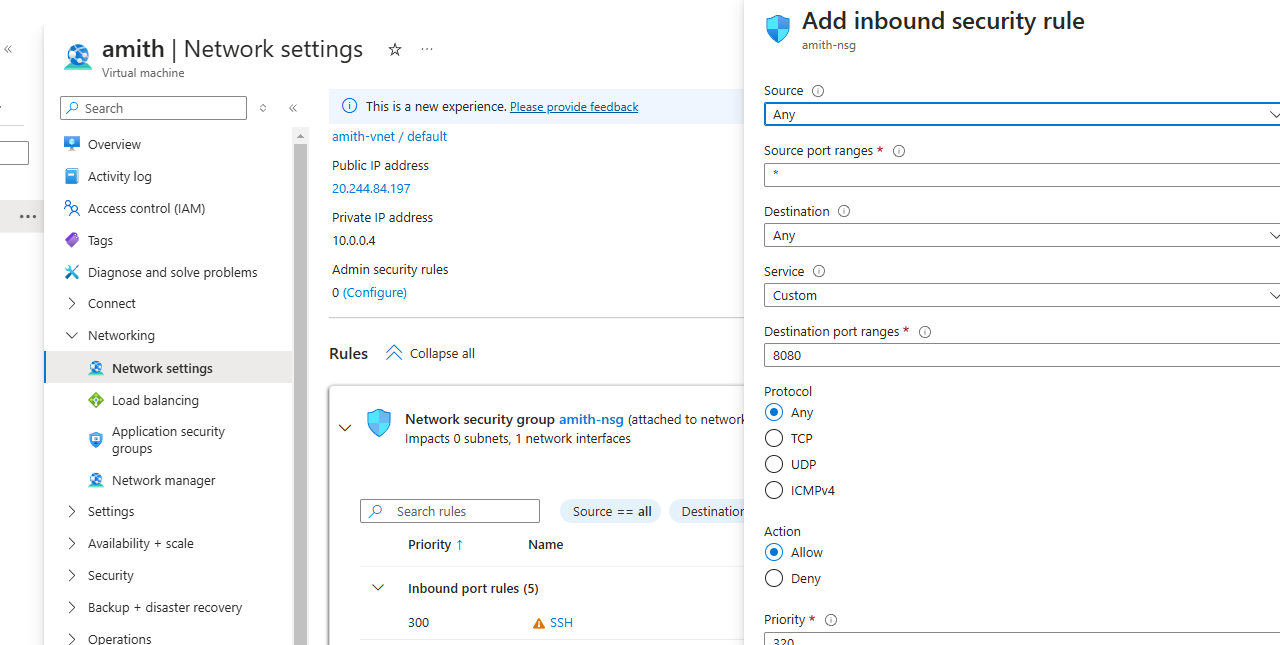 amith | Network settings
Virtual machine
Search
Overview
Activity log
Access control (IAM)
Tags
Diagnose and solve problems
Connect
Networking
Network settings
Load balancing
Application security
groups
Network manager
Settings
Availability + scale
Security
Backup + disaster recovery
Operations
This is a new experience. Please provide feedback
amith-vnet / default
Public IP address
20.244.84.197
Private IP address
10.0.0.4
Admin security rules
0 (Configure)
Rules
Collapse all
Network security group amith-nsg (attached to network
Impacts 0 subnets, 1 network interfaces
Search rules
Source == all
Destination
Priority ↑ Name
Inbound port rules (5)
300 SSH
Add inbound security rule
amith-nsg
Source
Any
Source port ranges *
*
Destination
Any
Service
Custom
Destination port ranges *
8080
Protocol
Any
TCP
UDP
ICMPv4
Action
Allow
Deny
Priority *
320